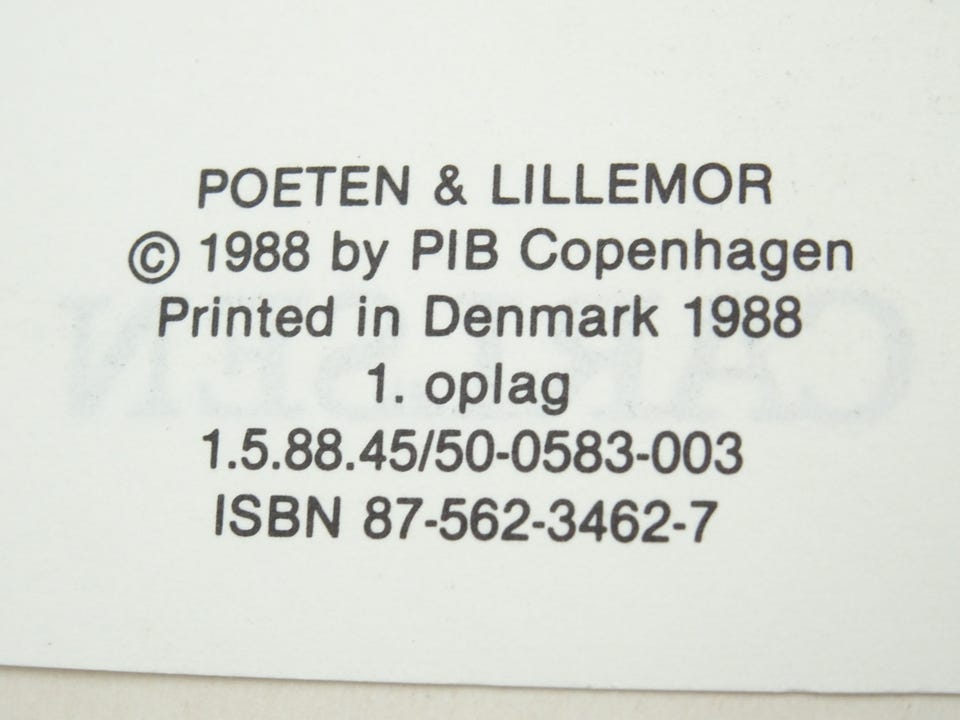 POETEN & LILLEMOR
© 1988 by PIB Copenhagen
Printed in Denmark 1988
1. oplag
1.5.88.45/50-0583-003
ISBN 87-562-3462-7
CARLSEN